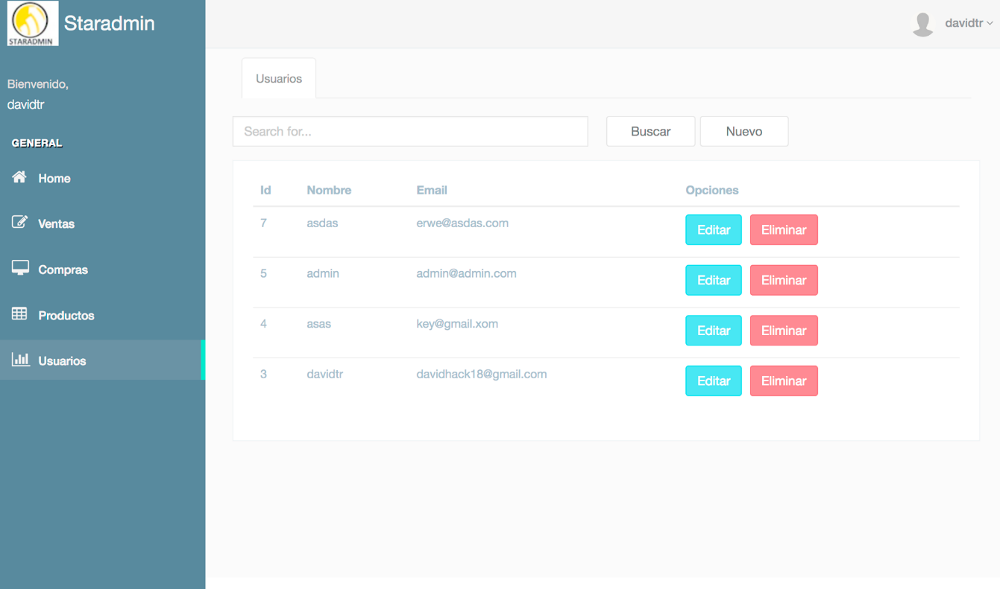 STARADMIN
Staradmin
davidtr
Bienvenido,
davidtr
GENERAL
Home
Ventas
Compras
Productos
Usuarios
Usuarios
Search for...
Buscar
Nuevo
Id Nombre Email Opciones
7 asdas erwe@asdas.com Editar Eliminar
5 admin admin@admin.com Editar Eliminar
4 asas key@gmail.xom Editar Eliminar
3 davidtr davidhack18@gmail.com Editar Eliminar